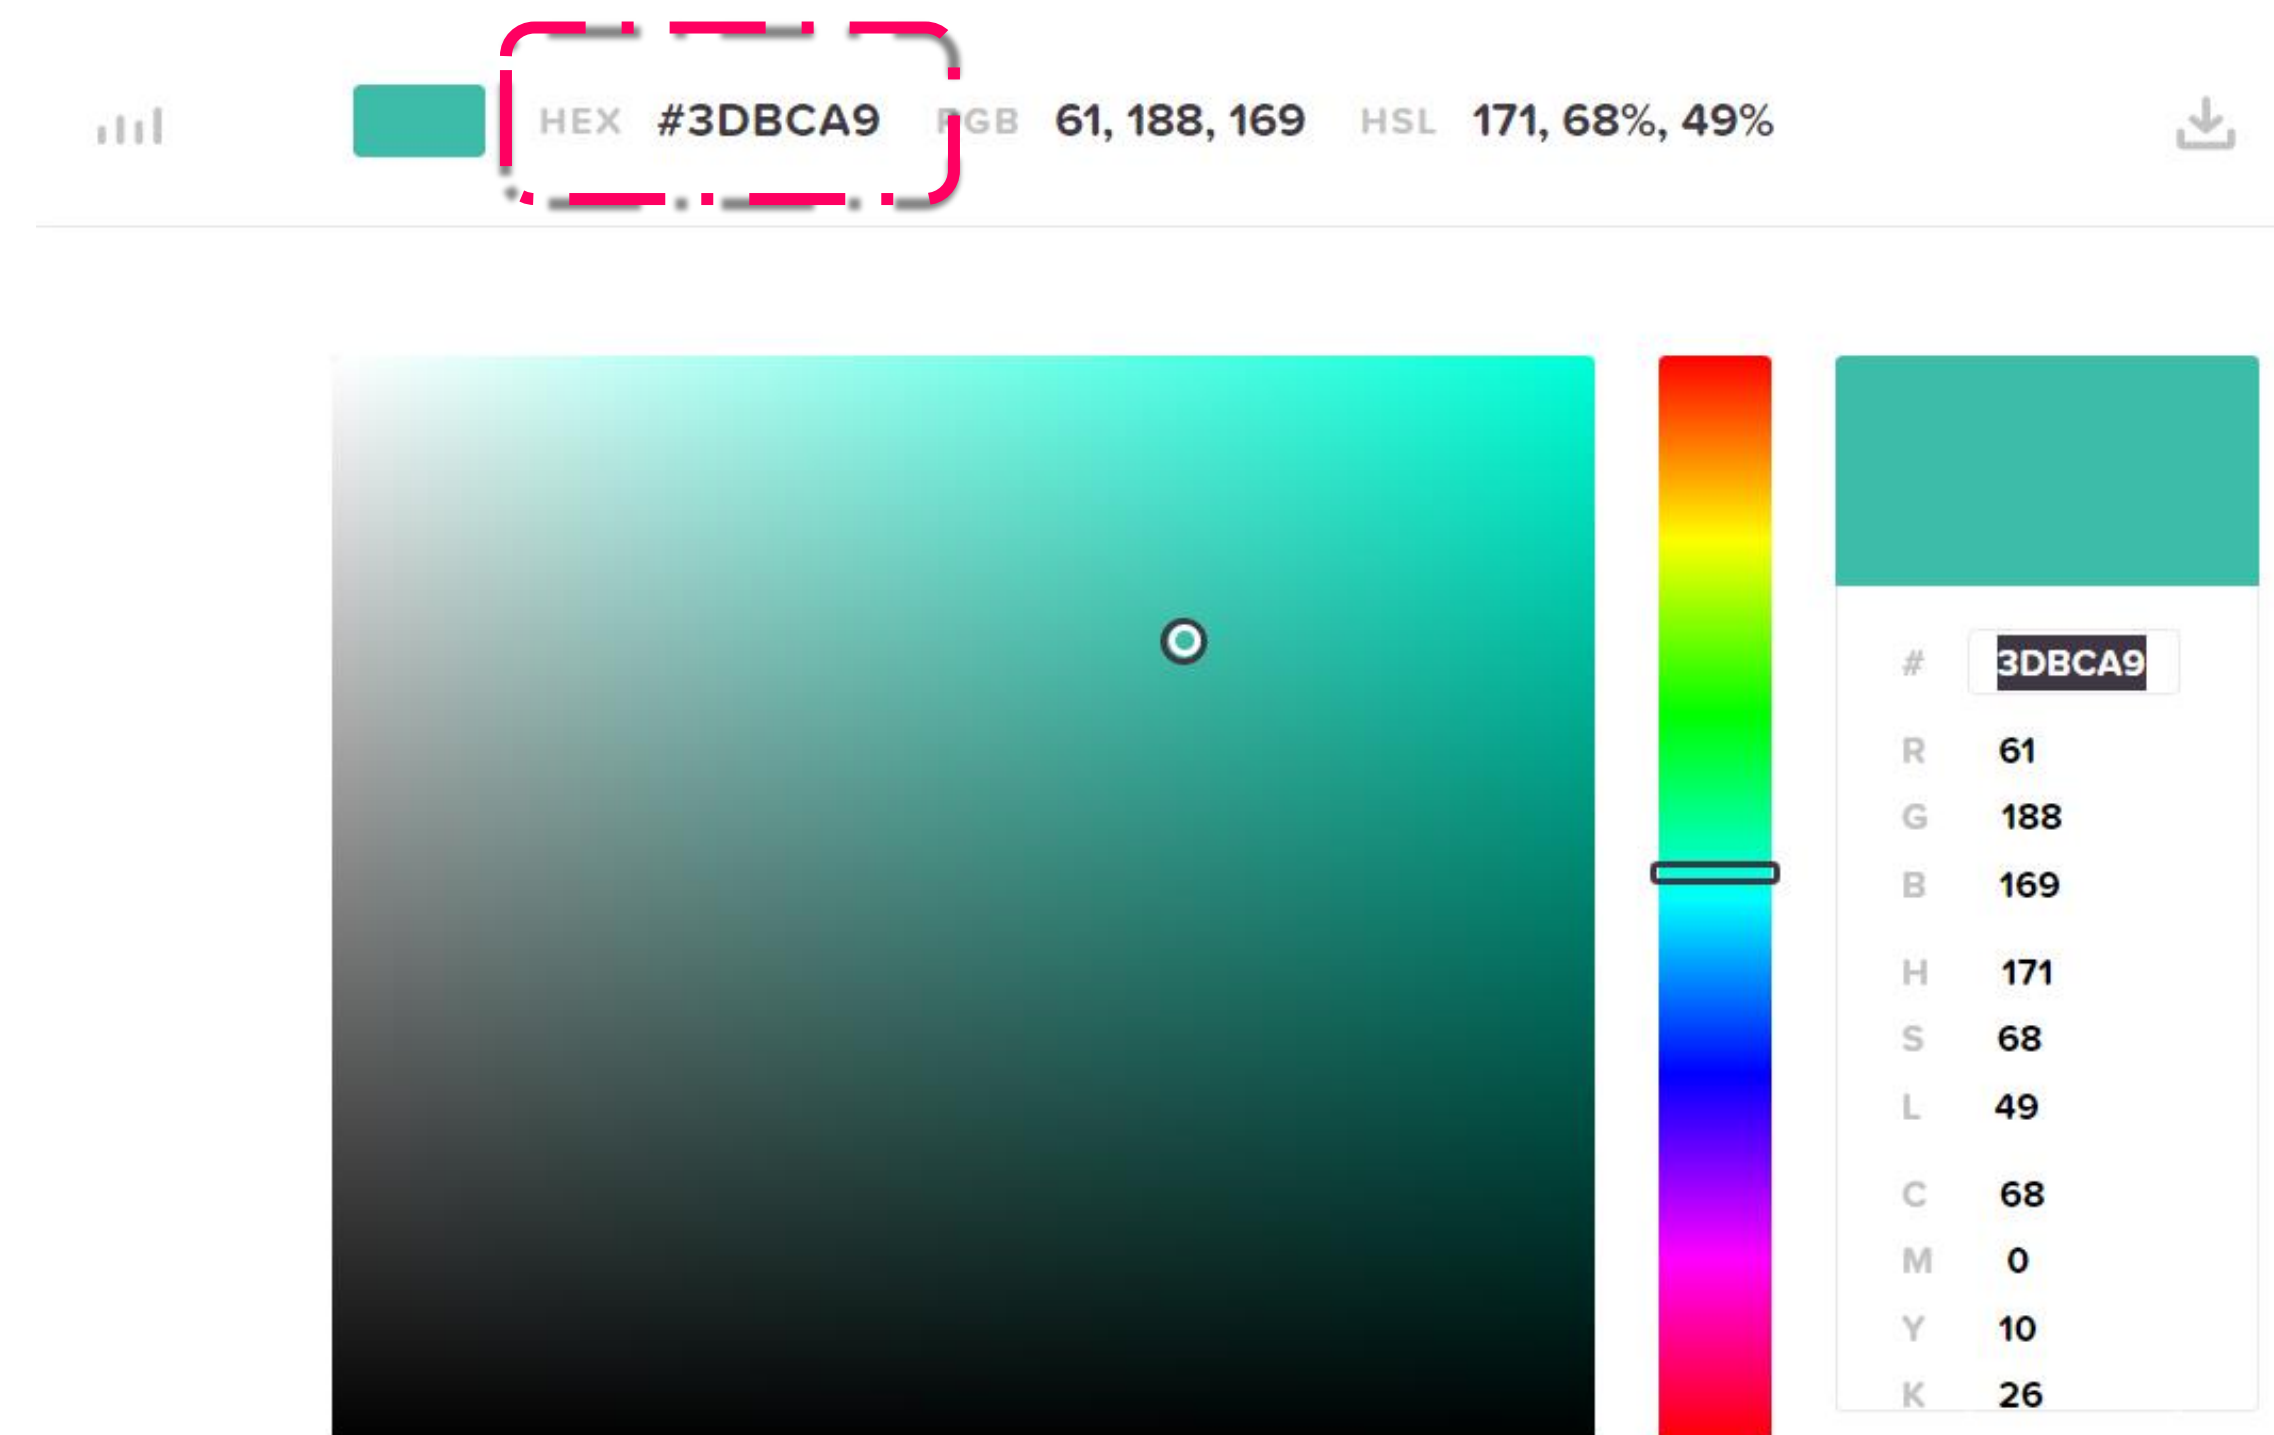 HEX #3DBCA9 RGB 61, 188, 169 HSL 171, 68%, 49%
# 3DBCA9
R 61
G 188
B 169
H 171
S 68
L 49
C 68
M 0
Y 10
K 26